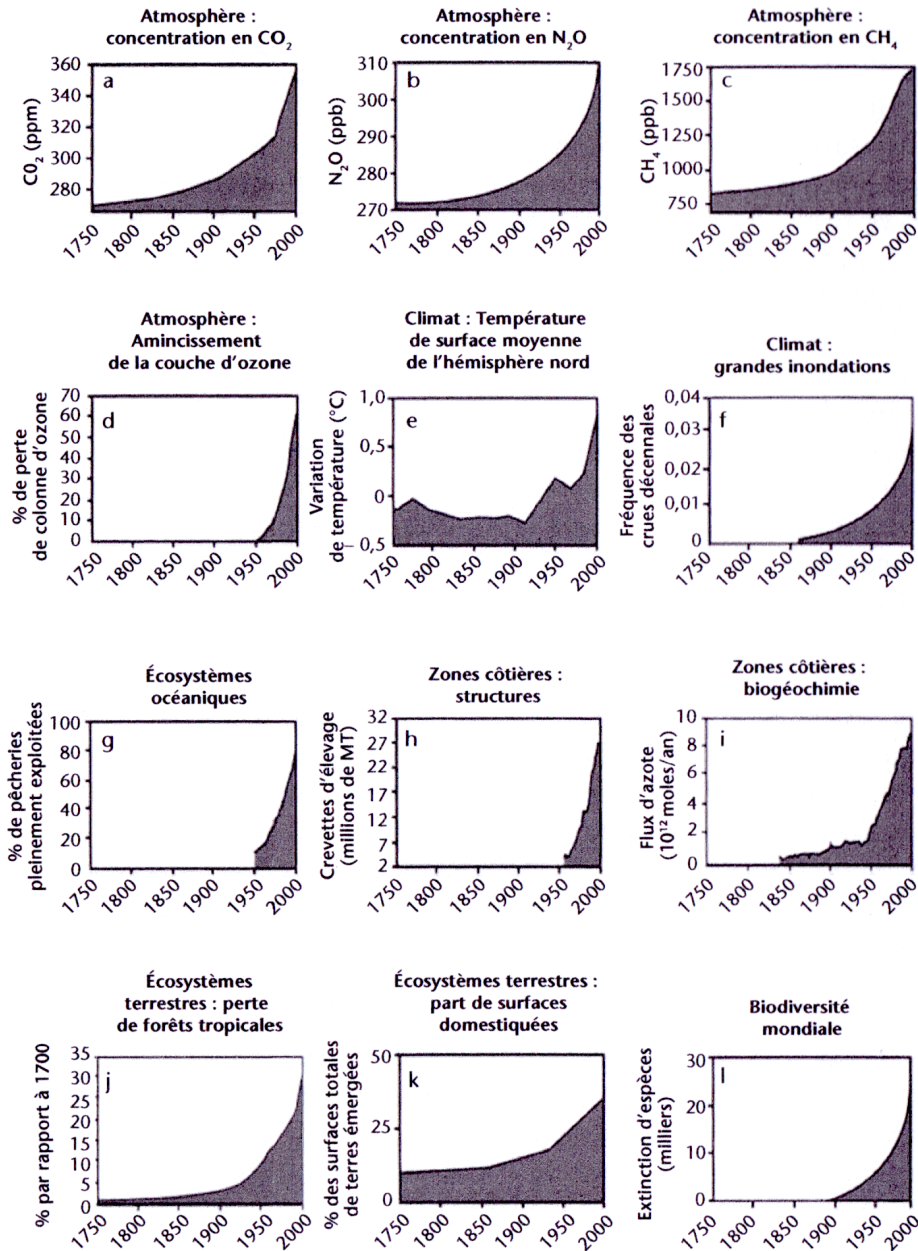 Atmosphère :
concentration en CO₂
CO₂ (ppm)
360
340
320
300
280
a
1750
1800
1850
1900
1950
2000
Atmosphère :
concentration en N₂O
N₂O (ppb)
310
300
290
280
270
b
1750
1800
1850
1900
1950
2000
Atmosphère :
concentration en CH₄
CH₄ (ppb)
1750
1500
1250
1000
750
c
1750
1800
1850
1900
1950
2000
Atmosphère :
Amincissement
de la couche d'ozone
% de perte
de colonne d'ozone
70
60
50
40
30
20
10
0
d
1750
1800
1850
1900
1950
2000
Climat : Température
de surface moyenne
de l'hémisphère nord
Variation
de température (°C)
1,0
0,5
0
– 0,5
e
1750
1800
1850
1900
1950
2000
Climat :
grandes inondations
Fréquence des
crues décennales
0,04
0,03
0,02
0,01
0
f
1750
1800
1850
1900
1950
2000
Écosystèmes
océaniques
% de pêcheries
pleinement exploitées
100
80
60
40
20
0
g
1750
1800
1850
1900
1950
2000
Zones côtières :
structures
Crevettes d'élevage
(millions de MT)
32
27
22
17
12
7
2
h
1750
1800
1850
1900
1950
2000
Zones côtières :
biogéochimie
Flux d'azote
(10¹² moles/an)
10
8
6
4
2
0
i
1750
1800
1850
1900
1950
2000
Écosystèmes
terrestres : perte
de forêts tropicales
% par rapport à 1700
35
30
25
20
15
10
5
0
j
1750
1800
1850
1900
1950
2000
Écosystèmes terrestres :
part de surfaces
domestiquées
% des surfaces totales
de terres émergées
50
25
0
k
1750
1800
1850
1900
1950
2000
Biodiversité
mondiale
Extinction d'espèces
(milliers)
30
20
10
0
l
1750
1800
1850
1900
1950
2000